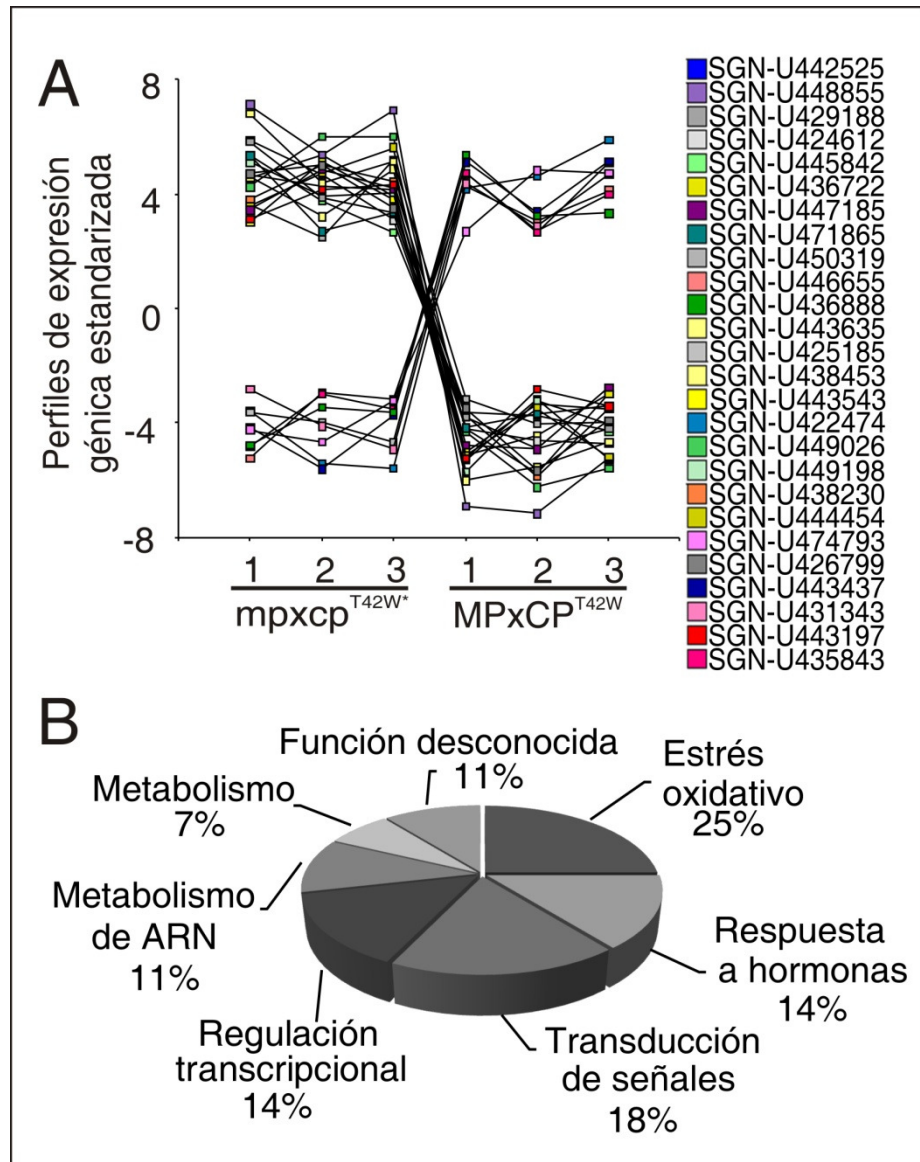 A
Perfiles de expresión
génica estandarizada
8
4
0
-4
-8
1 2 3 1 2 3
mpxcp T42W* MPxCP T42W
SGN-U442525
SGN-U448855
SGN-U429188
SGN-U424612
SGN-U445842
SGN-U436722
SGN-U447185
SGN-U471865
SGN-U450319
SGN-U446655
SGN-U436888
SGN-U443635
SGN-U425185
SGN-U438453
SGN-U443543
SGN-U422474
SGN-U449026
SGN-U449198
SGN-U438230
SGN-U444454
SGN-U474793
SGN-U426799
SGN-U443437
SGN-U431343
SGN-U443197
SGN-U435843
B
Función desconocida
11%
Estrés
oxidativo
25%
Respuesta
a hormonas
14%
Transducción
de señales
18%
Regulación
transcripcional
14%
Metabolismo
de ARN
11%
Metabolismo
7%